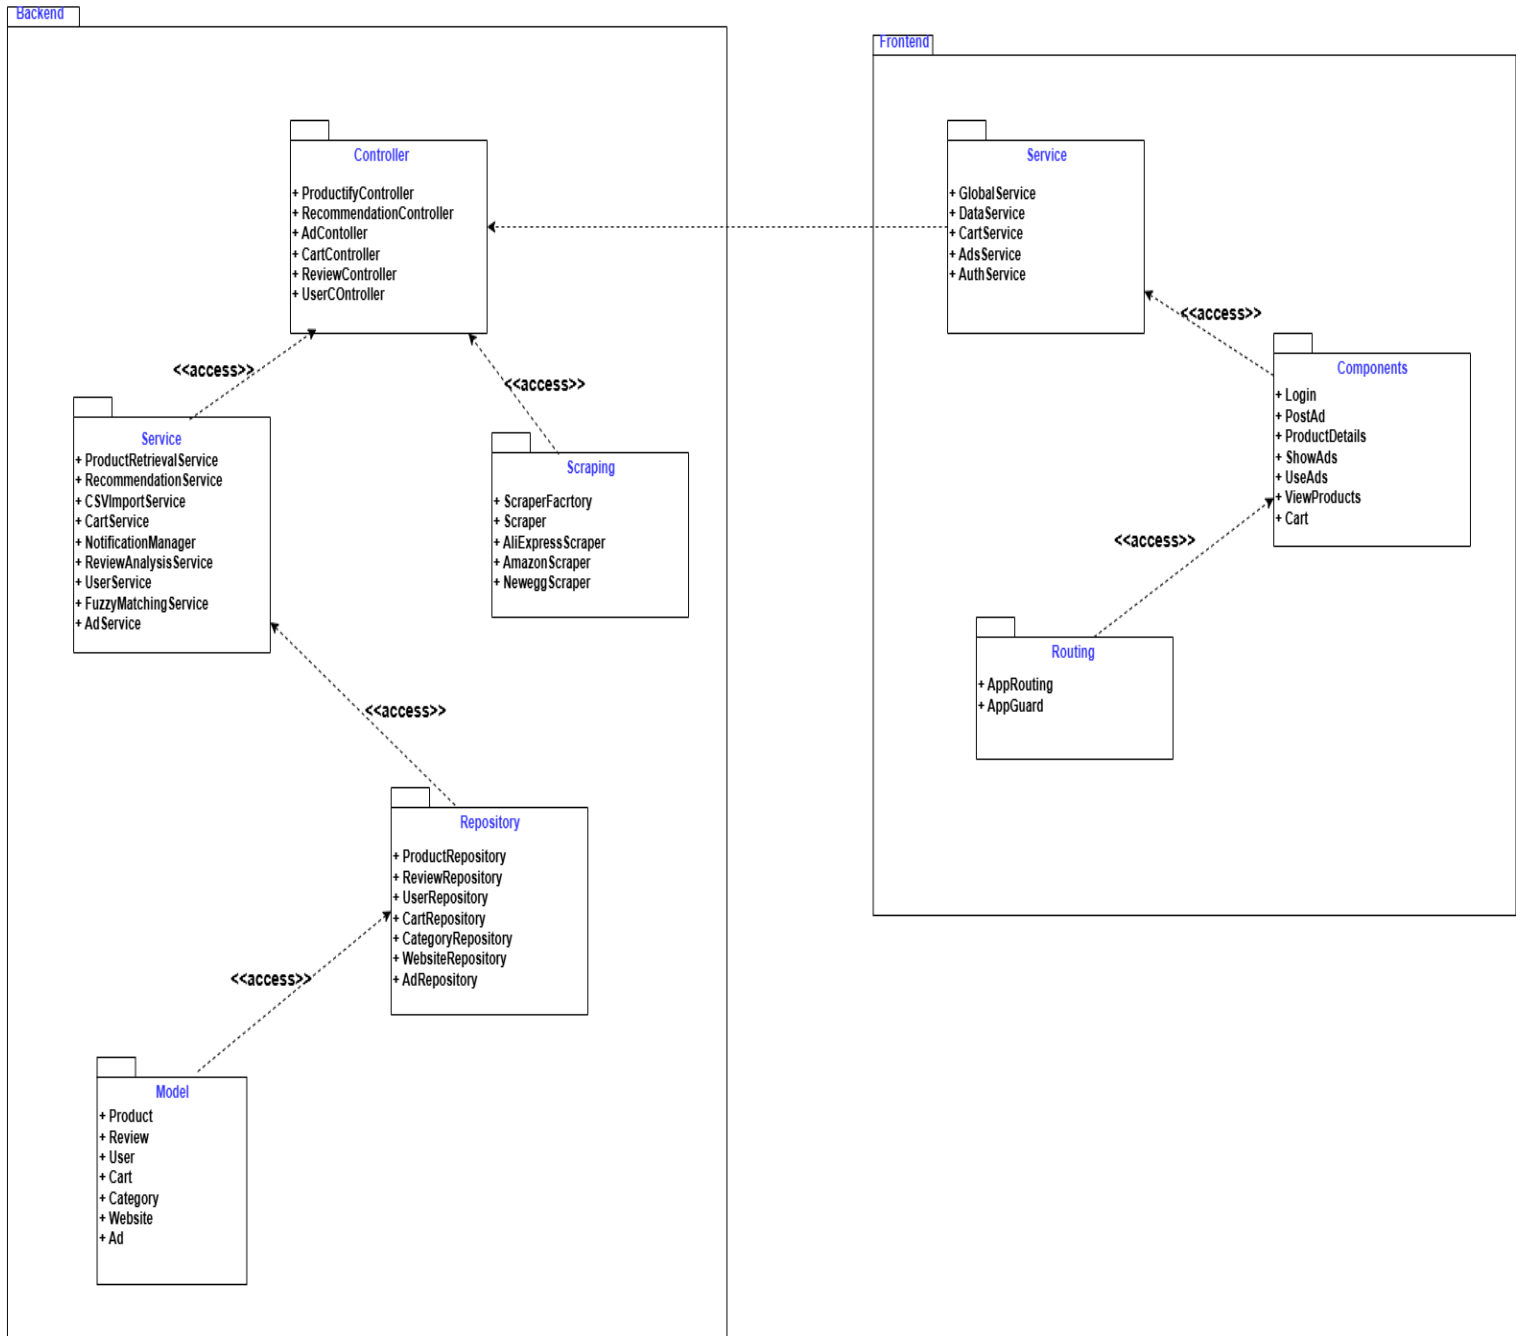 Backend
Controller
+ ProductifyController
+ RecommendationController
+ AdContoller
+ CartController
+ ReviewController
+ UserCOntroller
<<access>>
<<access>>
Service
+ ProductRetrievalService
+ RecommendationService
+ CSVImportService
+ CartService
+ NotificationManager
+ ReviewAnalysisService
+ UserService
+ FuzzyMatchingService
+ AdService
Scraping
+ ScraperFacrtory
+ Scraper
+ AliExpressScraper
+ AmazonScraper
+ NeweggScraper
<<access>>
Repository
+ ProductRepository
+ ReviewRepository
+ UserRepository
+ CartRepository
+ CategoryRepository
+ WebsiteRepository
+ AdRepository
<<access>>
Model
+ Product
+ Review
+ User
+ Cart
+ Category
+ Website
+ Ad
Frontend
Service
+ GlobalService
+ DataService
+ CartService
+ AdsService
+ AuthService
<<access>>
Components
+ Login
+ PostAd
+ ProductDetails
+ ShowAds
+ UseAds
+ ViewProducts
+ Cart
<<access>>
Routing
+ AppRouting
+ AppGuard